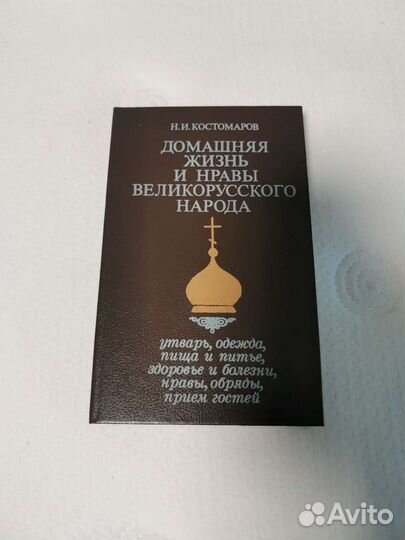 Н.И.КОСТОМАРОВ
ДОМАШНЯЯ
ЖИЗНЬ
И НРАВЫ
ВЕЛИКОРУССКОГО
НАРОДА
утварь, одежда,
пища и питье,
здоровье и болезни,
нравы, обряды,
прием гостей
Avito